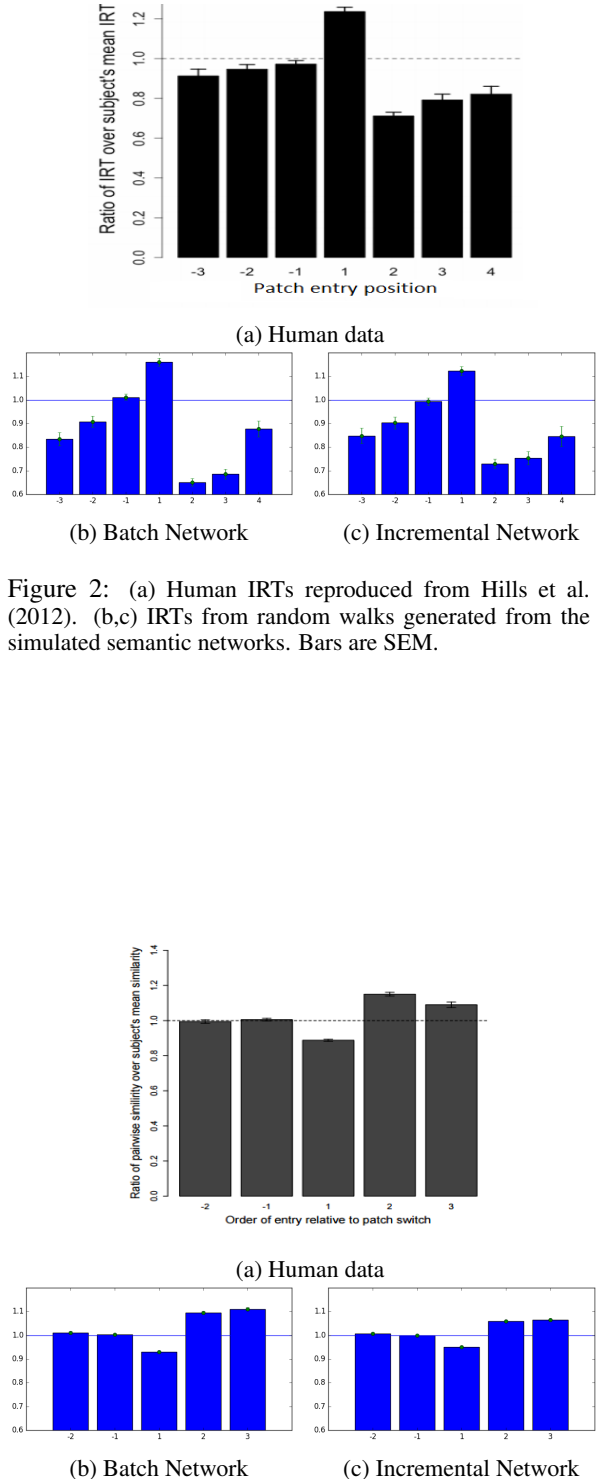 Ratio of IRT over subject's mean IRT
1.2
1.0
0.8
0.6
0.4
0.2
0.0
-3 -2 -1 1 2 3 4
Patch entry position
(a) Human data
1.1
1.0
0.9
0.8
0.7
0.6
-3 -2 -1 1 2 3 4
(b) Batch Network
1.1
1.0
0.9
0.8
0.7
0.6
-3 -2 -1 1 2 3 4
(c) Incremental Network
Figure 2: (a) Human IRTs reproduced from Hills et al.
(2012). (b,c) IRTs from random walks generated from the
simulated semantic networks. Bars are SEM.
Ratio of pairwise similirity over subject's mean similarity
1.4
1.2
1.0
0.8
0.6
0.4
0.2
0.0
-2 -1 1 2 3
Order of entry relative to patch switch
(a) Human data
1.1
1.0
0.9
0.8
0.7
0.6
-2 -1 1 2 3
(b) Batch Network
1.1
1.0
0.9
0.8
0.7
0.6
-2 -1 1 2 3
(c) Incremental Network